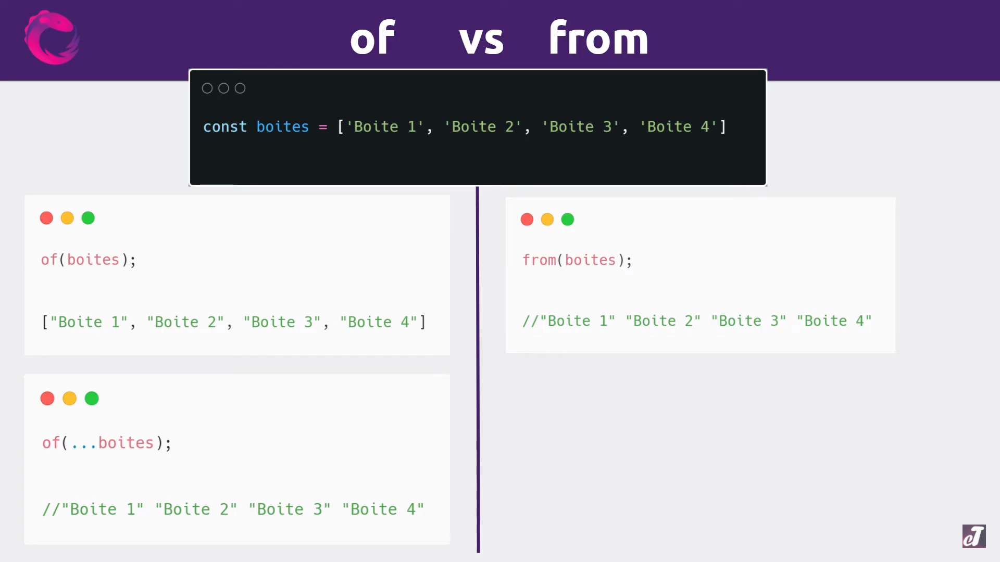 of vs from
const boites = ['Boite 1', 'Boite 2', 'Boite 3', 'Boite 4']
of(boites);
["Boite 1", "Boite 2", "Boite 3", "Boite 4"]
of(...boites);
//"Boite 1" "Boite 2" "Boite 3" "Boite 4"
from(boites);
//"Boite 1" "Boite 2" "Boite 3" "Boite 4"
eT